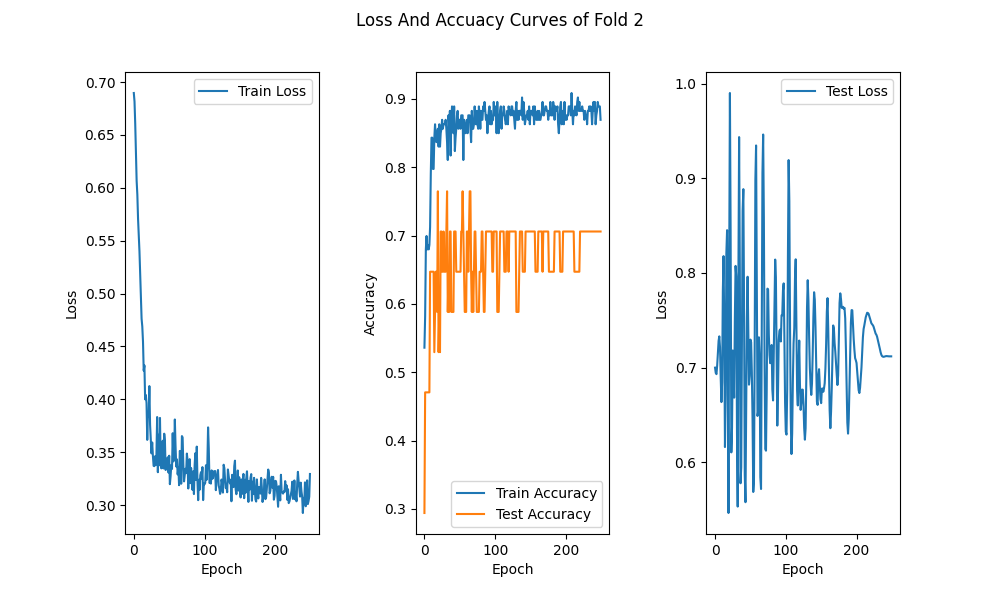 Loss And Accuacy Curves of Fold 2
Train Loss
0.70
0.65
0.60
0.55
0.50
0.45
0.40
0.35
0.30
Loss
0
100
200
Epoch
0.9
0.8
0.7
0.6
0.5
0.4
0.3
Accuracy
Train Accuracy
Test Accuracy
0
100
200
Epoch
Test Loss
1.0
0.9
0.8
0.7
0.6
Loss
0
100
200
Epoch